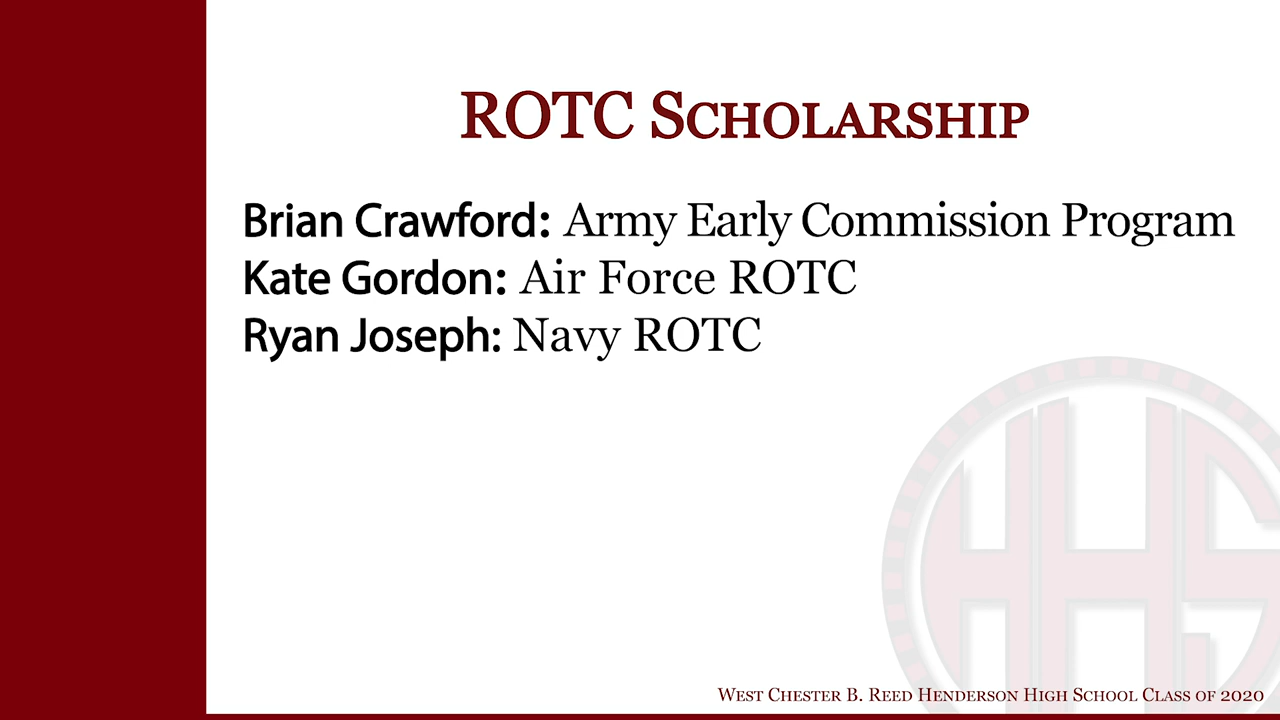 ROTC Scholarship
Brian Crawford: Army Early Commission Program
Kate Gordon: Air Force ROTC
Ryan Joseph: Navy ROTC
HHS
West Chester B. Reed Henderson High School Class of 2020